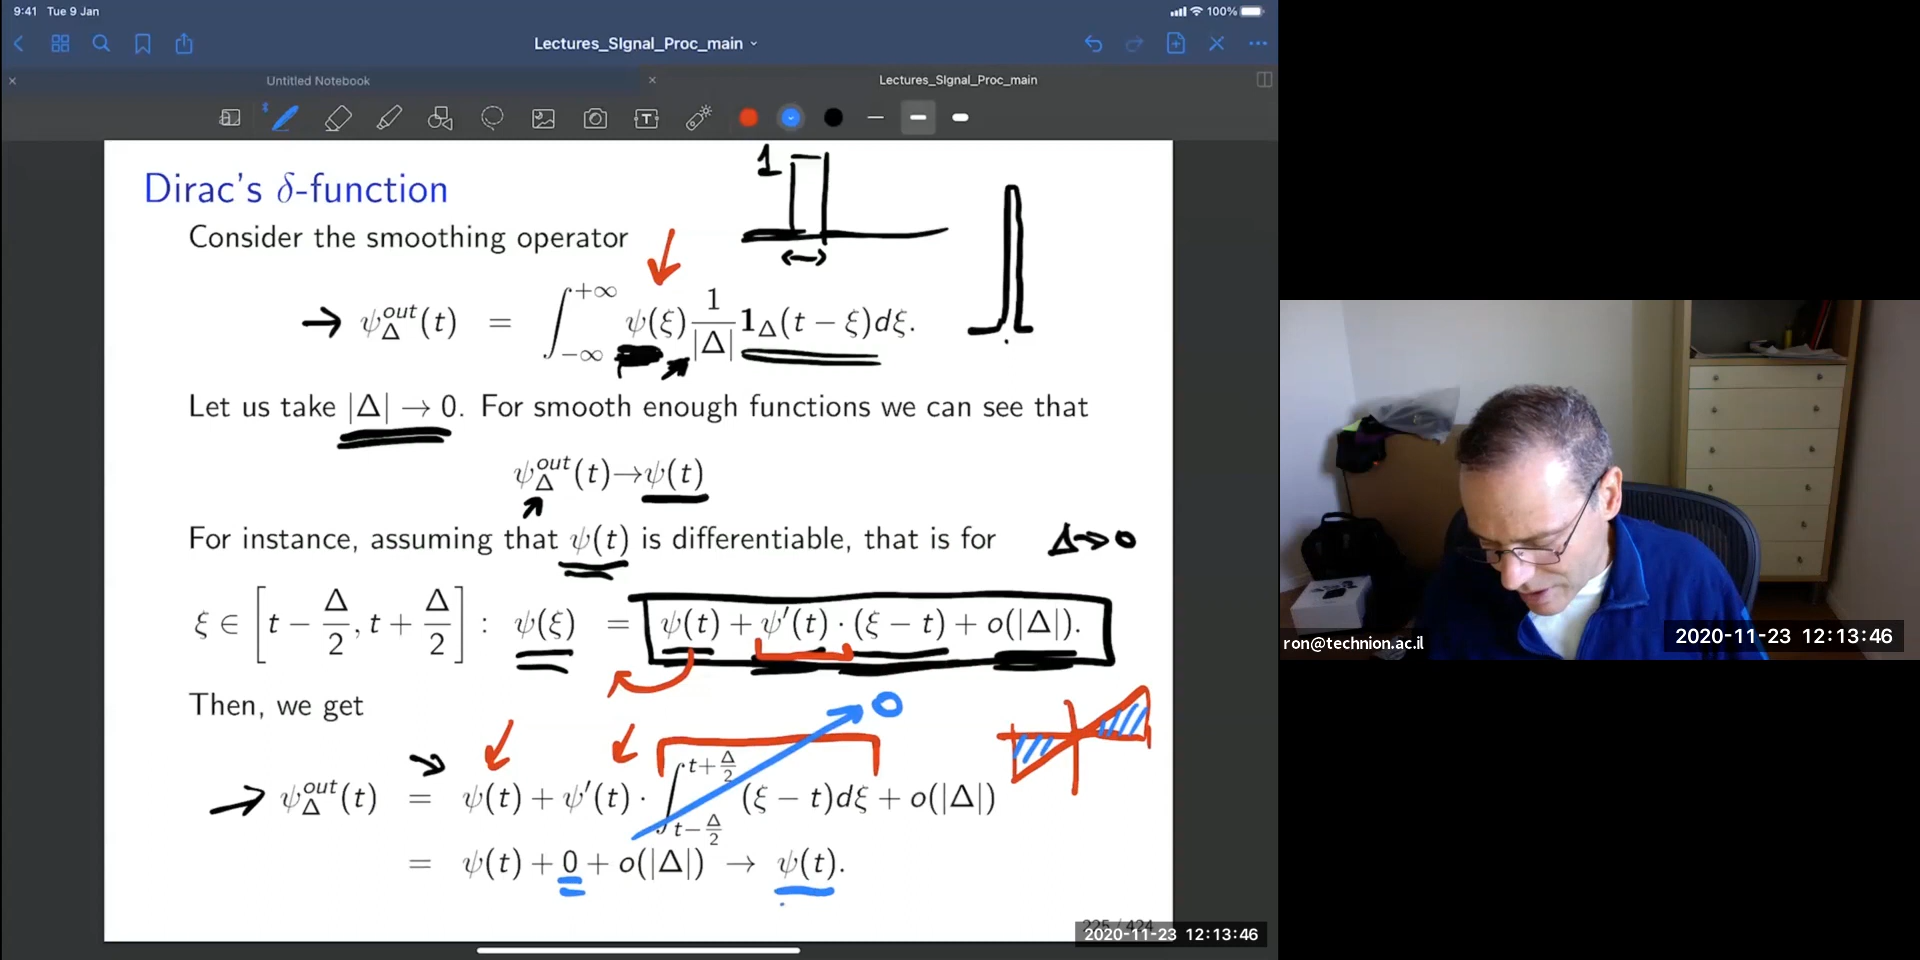 9:41 Tue 9 Jan
100%
Lectures_SIgnal_Proc_main
Untitled Notebook
Lectures_SIgnal_Proc_main
Dirac's δ-function
1
Consider the smoothing operator
→ ψ_Δ^{out}(t) = ∫_{−∞}^{+∞} ψ(ξ) 1/|Δ| 1_Δ(t − ξ)dξ.
Let us take |Δ| → 0. For smooth enough functions we can see that
ψ_Δ^{out}(t)→ψ(t)
For instance, assuming that ψ(t) is differentiable, that is for Δ→0
ξ ∈ [t − Δ/2, t + Δ/2] : ψ(ξ) = ψ(t) + ψ′(t) · (ξ − t) + o(|Δ|).
Then, we get
0
→ ψ_Δ^{out}(t) = ψ(t) + ψ′(t) · ∫_{t−Δ/2}^{t+Δ/2} (ξ − t)dξ + o(|Δ|)
= ψ(t) + 0 + o(|Δ|) → ψ(t).
225 / 424
2020-11-23 12:13:46
ron@technion.ac.il
2020-11-23 12:13:46